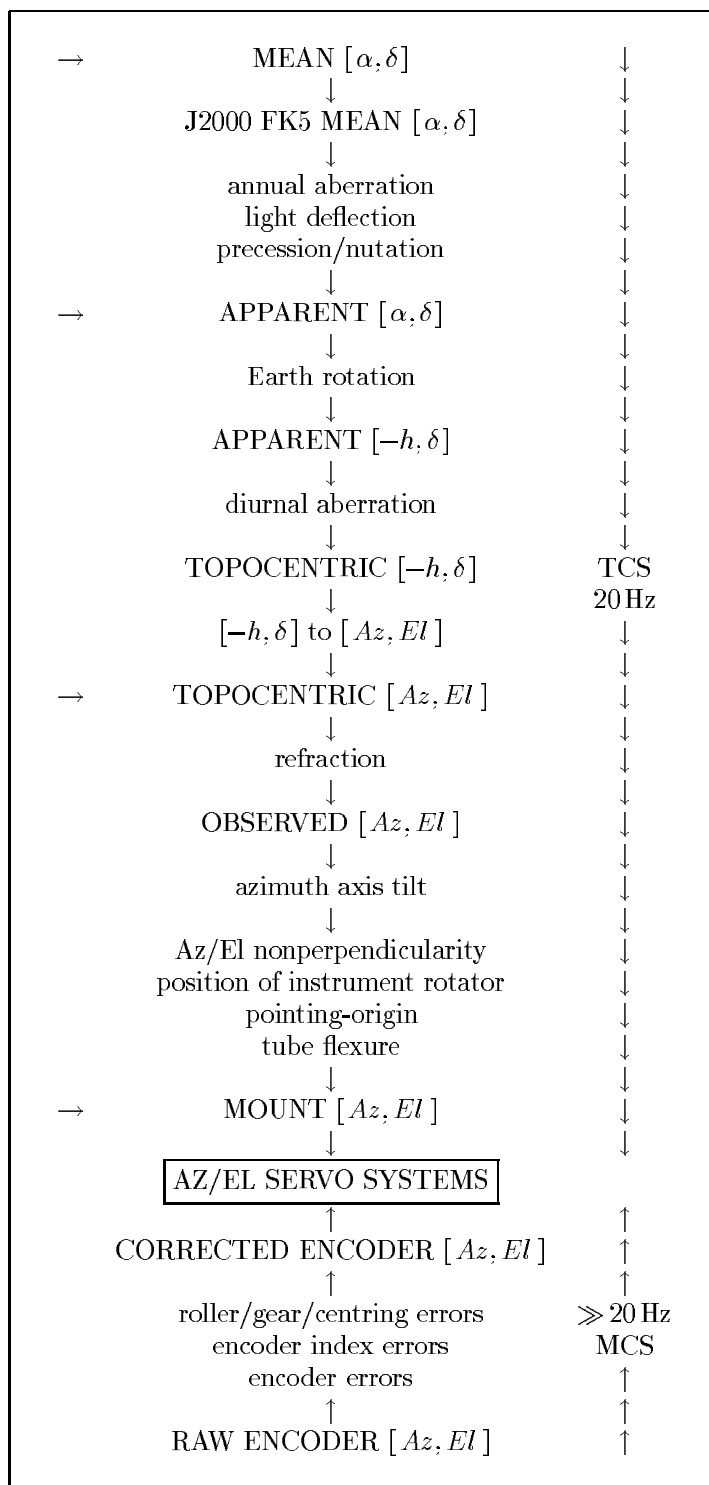 → MEAN [α, δ] ↓
↓ ↓
J2000 FK5 MEAN [α, δ] ↓
↓ ↓
annual aberration ↓
light deflection ↓
precession/nutation ↓
↓ ↓
→ APPARENT [α, δ] ↓
↓ ↓
Earth rotation ↓
↓ ↓
APPARENT [−h, δ] ↓
↓ ↓
diurnal aberration ↓
↓ ↓
TOPOCENTRIC [−h, δ] TCS
↓ 20 Hz
[−h, δ] to [Az, El] ↓
↓ ↓
→ TOPOCENTRIC [Az, El] ↓
↓ ↓
refraction ↓
↓ ↓
OBSERVED [Az, El] ↓
↓ ↓
azimuth axis tilt ↓
↓ ↓
Az/El nonperpendicularity ↓
position of instrument rotator ↓
pointing-origin ↓
tube flexure ↓
↓ ↓
→ MOUNT [Az, El] ↓
↓ ↓
AZ/EL SERVO SYSTEMS
↑ ↑
CORRECTED ENCODER [Az, El] ↑
↑ ↑
roller/gear/centring errors ≫ 20 Hz
encoder index errors MCS
encoder errors ↑
↑ ↑
RAW ENCODER [Az, El] ↑